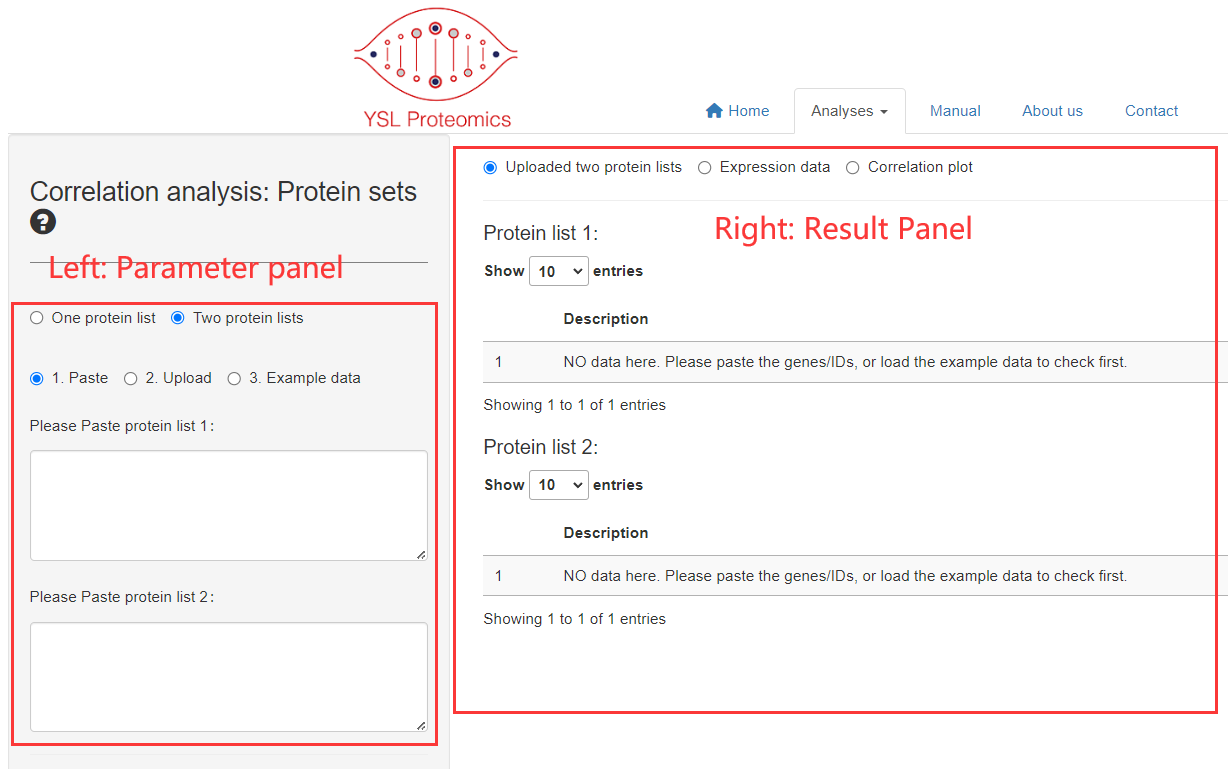 YSL Proteomics
Home Analyses Manual About us Contact
Correlation analysis: Protein sets
?
Left: Parameter panel
One protein list Two protein lists
1. Paste 2. Upload 3. Example data
Please Paste protein list 1:
Please Paste protein list 2:
Uploaded two protein lists Expression data Correlation plot
Right: Result Panel
Protein list 1:
Show 10 entries
Description
1 NO data here. Please paste the genes/IDs, or load the example data to check first.
Showing 1 to 1 of 1 entries
Protein list 2:
Show 10 entries
Description
1 NO data here. Please paste the genes/IDs, or load the example data to check first.
Showing 1 to 1 of 1 entries